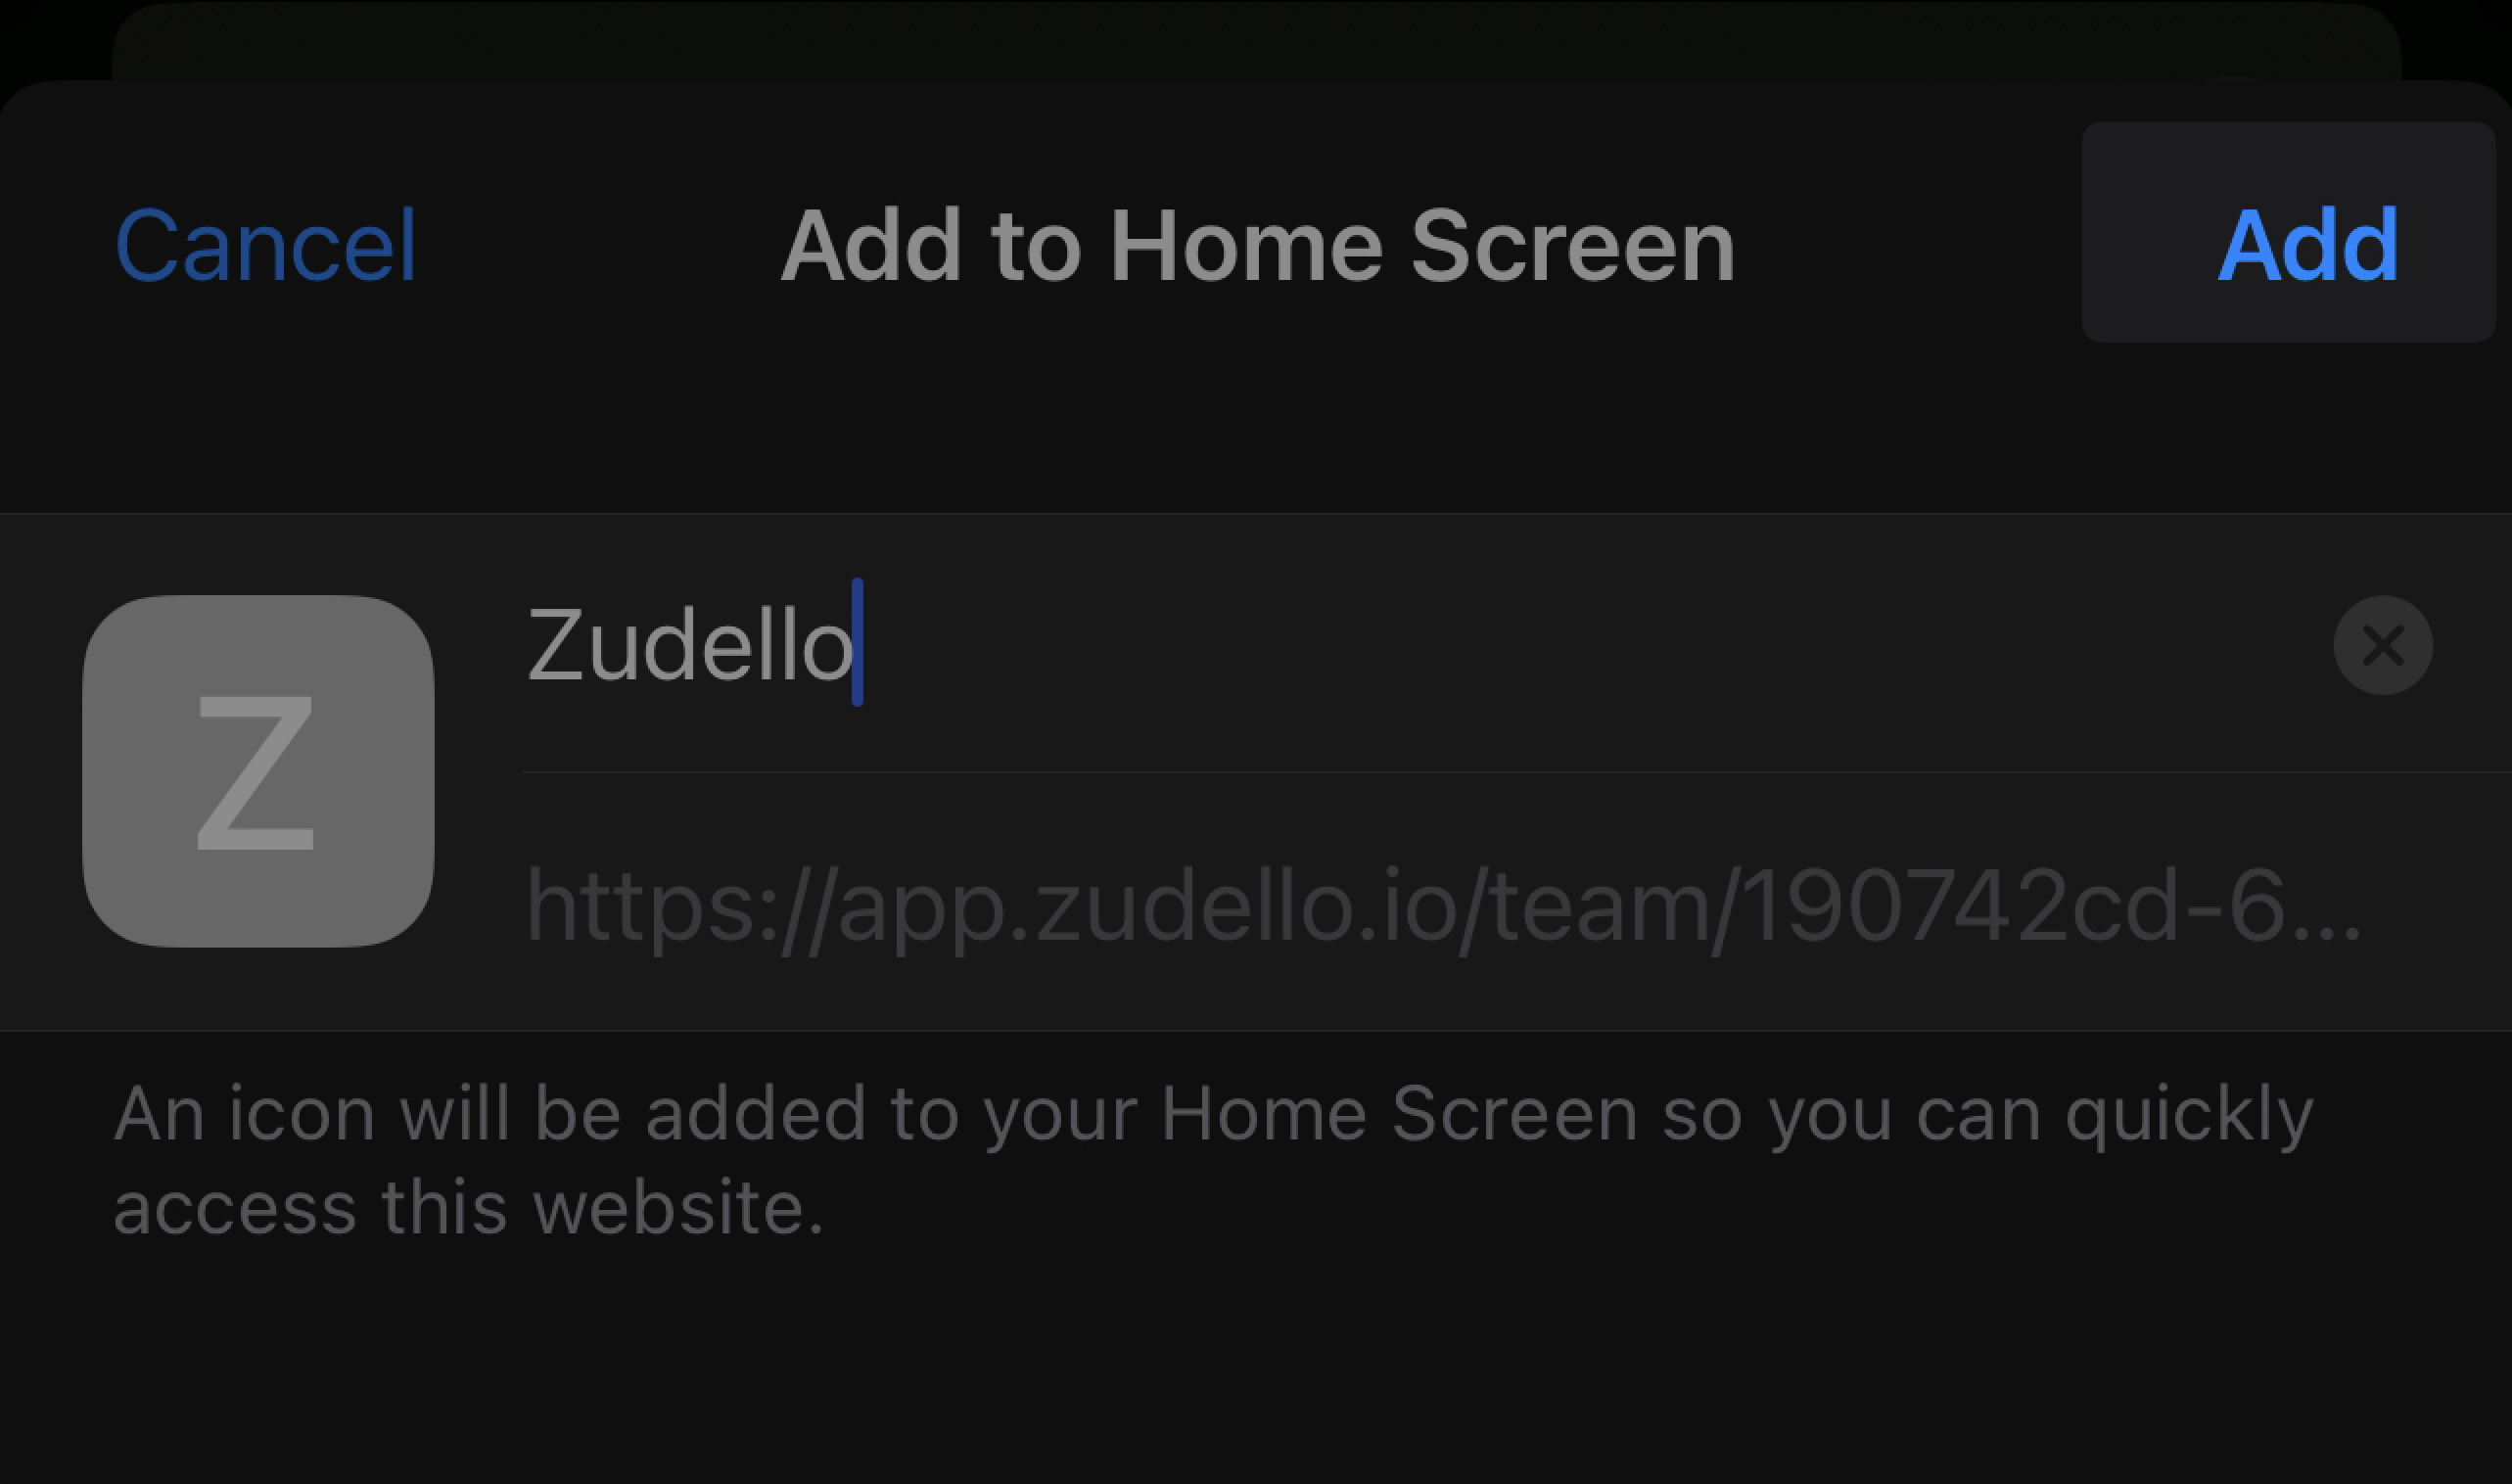 Cancel Add to Home Screen Add
Zudello
Z
https://app.zudello.io/team/190742cd-6...
An icon will be added to your Home Screen so you can quickly
access this website.